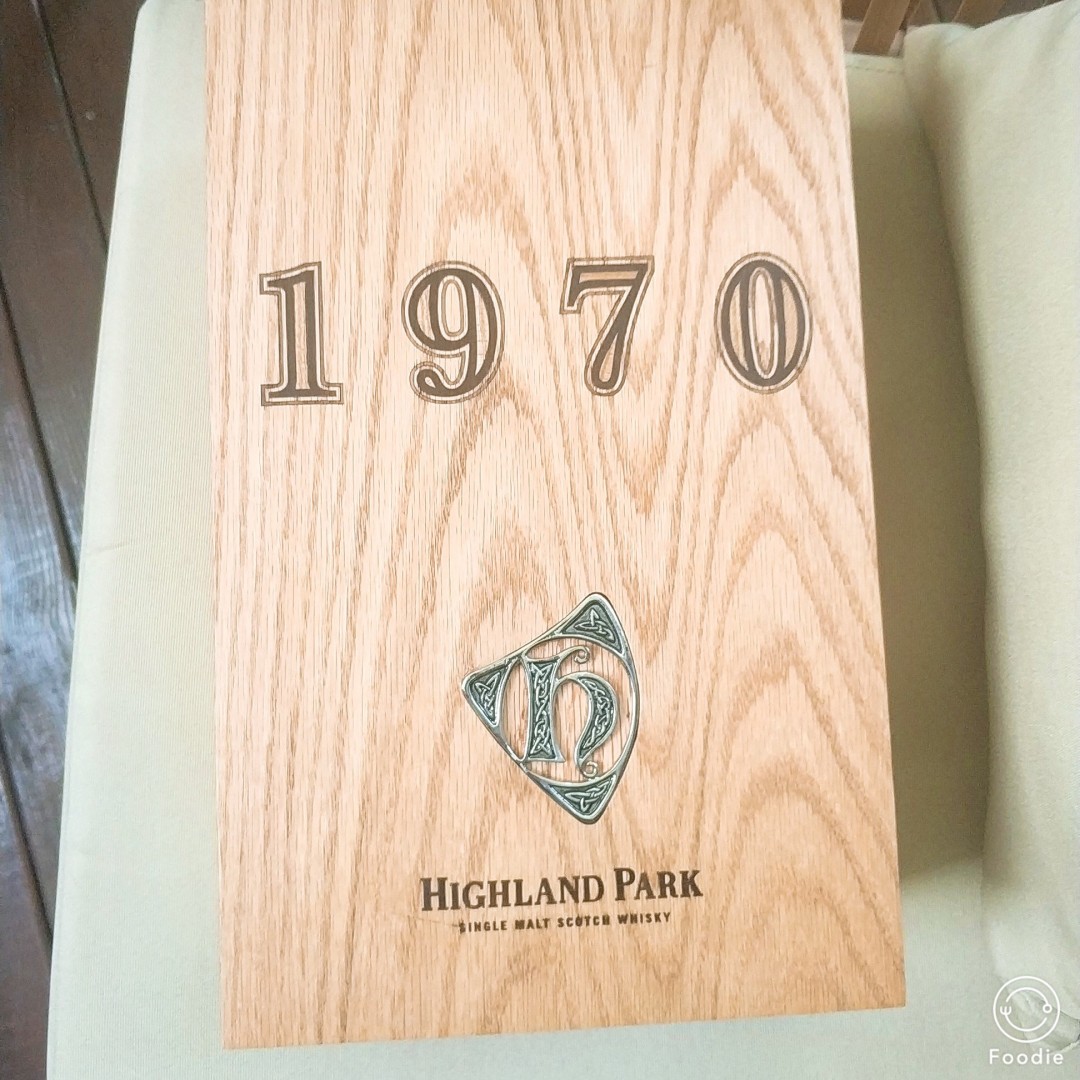 1970
h
HIGHLAND PARK
SINGLE MALT SCOTCH WHISKY
Foodie